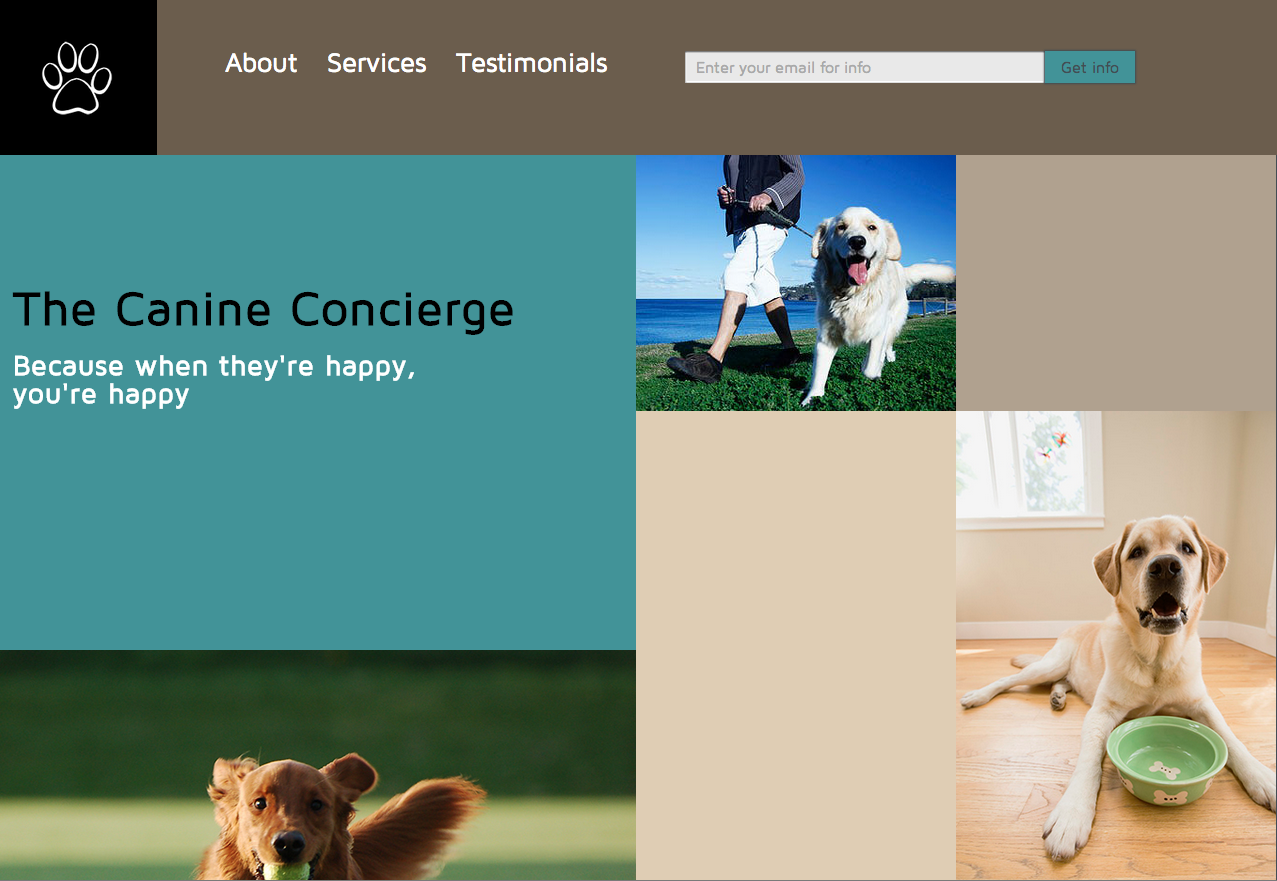 About Services Testimonials
Enter your email for info Get info
The Canine Concierge
Because when they're happy,
you're happy